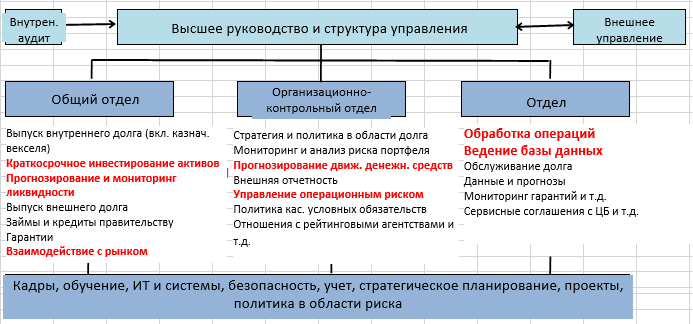 Внутрен.
аудит
Высшее руководство и структура управления
Внешнее
управление
Общий отдел
Организационно-
контрольный отдел
Отдел
Выпуск внутреннего долга (вкл. казнач.
векселя)
Краткосрочное инвестирование активов
Прогнозирование и мониторинг
ликвидности
Выпуск внешнего долга
Займы и кредиты правительству
Гарантии
Взаимодействие с рынком
Стратегия и политика в области долга
Мониторинг и анализ риска портфеля
Прогнозирование движ. денежн. средств
Внешняя отчетность
Управление операционным риском
Политика кас. условных обязательств
Отношения с рейтинговыми агентствами и
т.д.
Обработка операций
Ведение базы данных
Обслуживание долга
Данные и прогнозы
Мониторинг гарантий и т.д.
Сервисные соглашения с ЦБ и т.д.
Кадры, обучение, ИТ и системы, безопасность, учет, стратегическое планирование, проекты,
политика в области риска